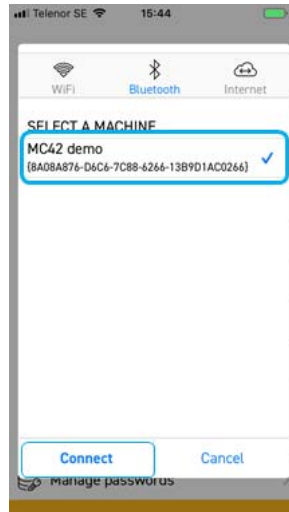 Telenor SE 15:44
WiFi Bluetooth Internet
SELECT A MACHINE
MC42 demo
{8A08A876-D6C6-7C88-6266-13B9D1AC0266}
Connect Cancel
Manage passwords